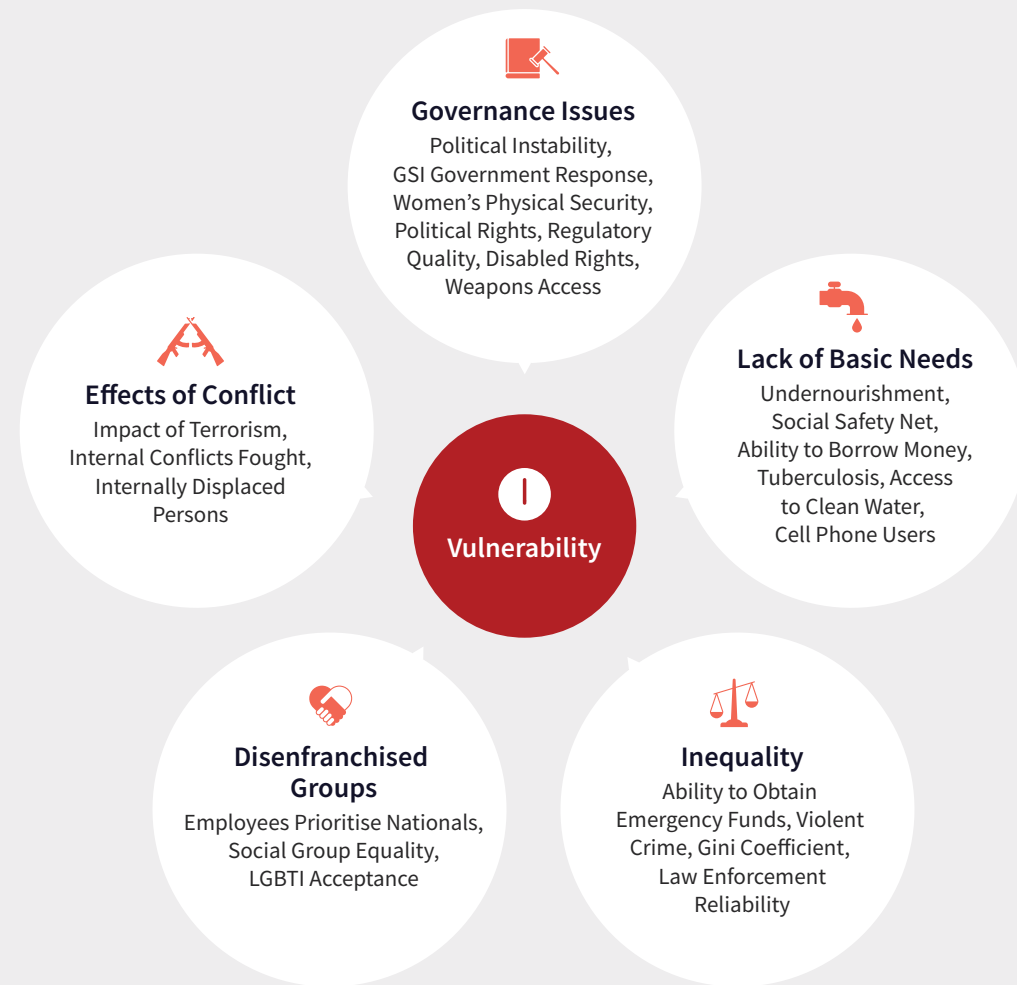 Governance Issues
Political Instability,
GSI Government Response,
Women’s Physical Security,
Political Rights, Regulatory
Quality, Disabled Rights,
Weapons Access
Effects of Conflict
Impact of Terrorism,
Internal Conflicts Fought,
Internally Displaced
Persons
Lack of Basic Needs
Undernourishment,
Social Safety Net,
Ability to Borrow Money,
Tuberculosis, Access
to Clean Water,
Cell Phone Users
Vulnerability
Disenfranchised
Groups
Employees Prioritise Nationals,
Social Group Equality,
LGBTI Acceptance
Inequality
Ability to Obtain
Emergency Funds, Violent
Crime, Gini Coefficient,
Law Enforcement
Reliability